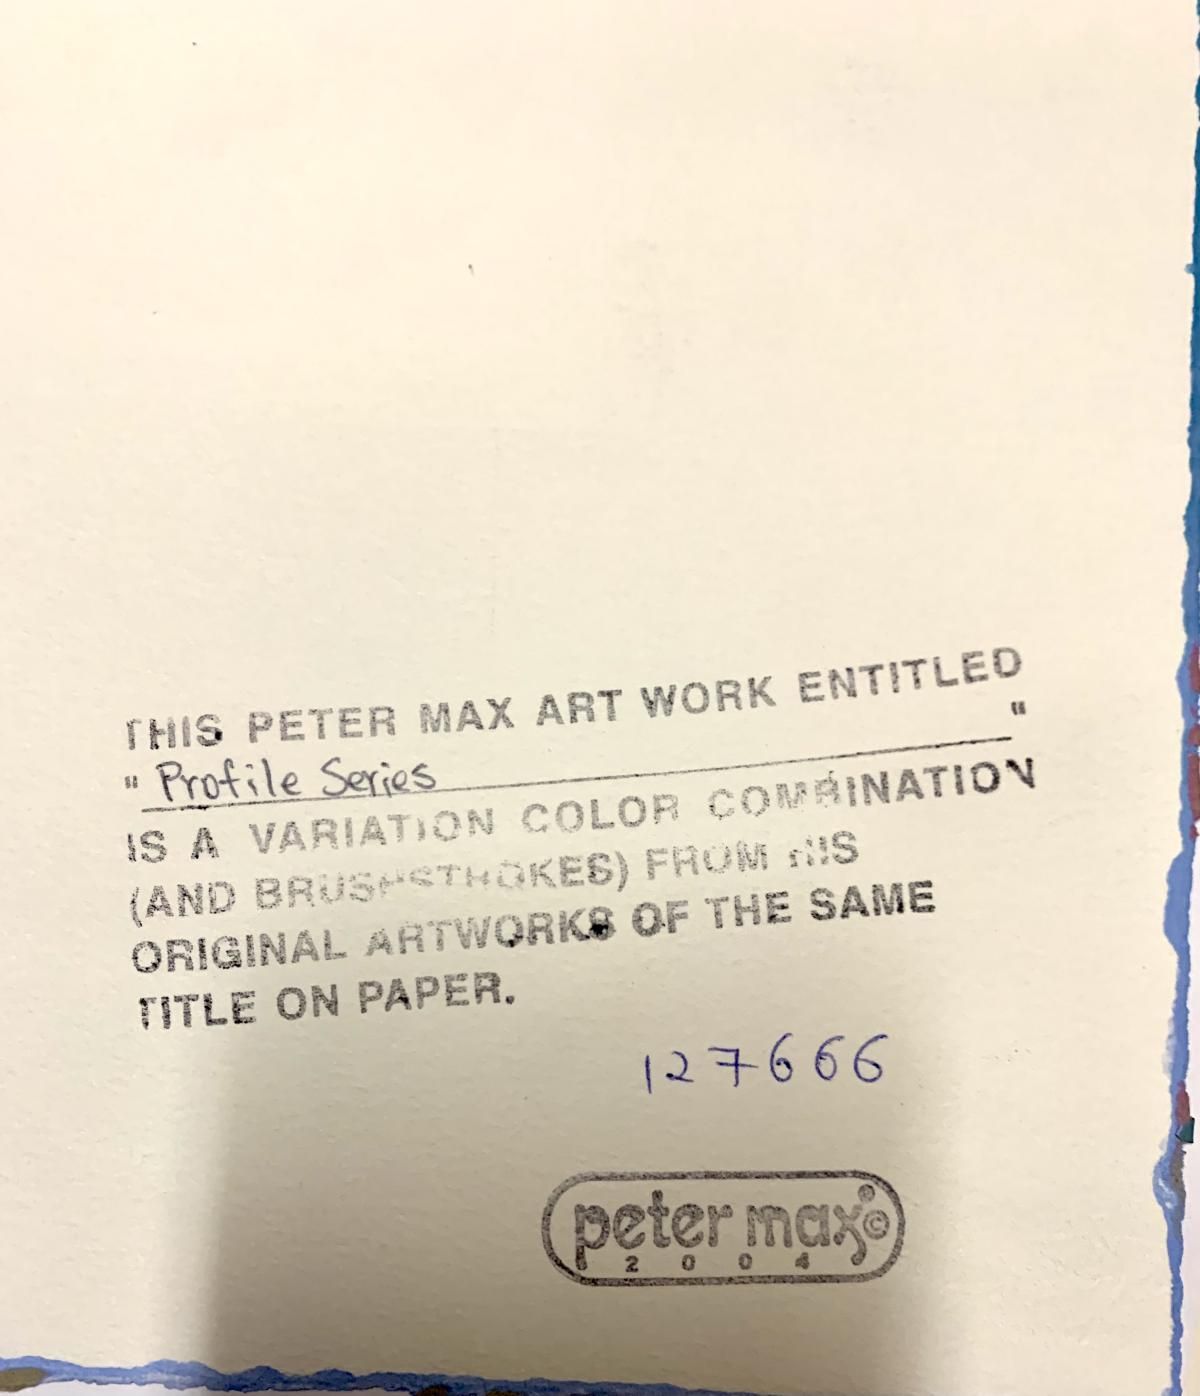 THIS PETER MAX ART WORK ENTITLED
" Profile Series "
IS A VARIATION COLOR COMBINATION
(AND BRUSHSTROKES) FROM HIS
ORIGINAL ARTWORKS OF THE SAME
TITLE ON PAPER.
127666
peter max®©
2004